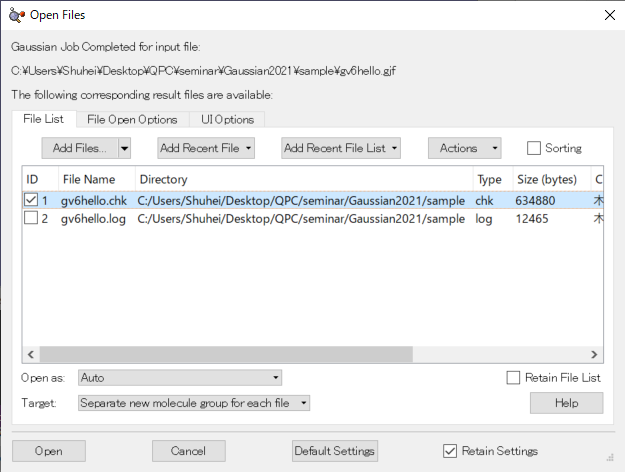 Open Files
Gaussian Job Completed for input file:
C:¥Users¥Shuhei¥Desktop¥QPC¥seminar¥Gaussian2021¥sample¥gv6hello.gjf
The following corresponding result files are available:
File List File Open Options UI Options
Add Files... Add Recent File Add Recent File List Actions Sorting
ID File Name Directory Type Size (bytes) C
1 gv6hello.chk C:/Users/Shuhei/Desktop/QPC/seminar/Gaussian2021/sample chk 634880 木
2 gv6hello.log C:/Users/Shuhei/Desktop/QPC/seminar/Gaussian2021/sample log 12465 木
Open as: Auto Retain File List
Target: Separate new molecule group for each file Help
Open Cancel Default Settings Retain Settings